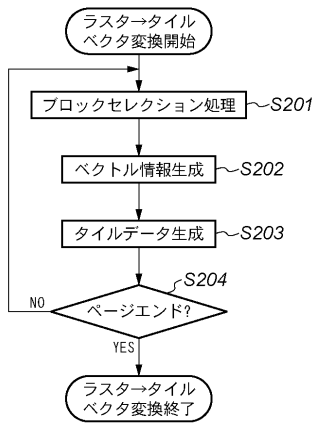 ラスタ→タイル
ベクタ変換開始
ブロックセレクション処理
S201
ベクトル情報生成
S202
タイルデータ生成
S203
S204
ページエンド?
NO
YES
ラスタ→タイル
ベクタ変換終了